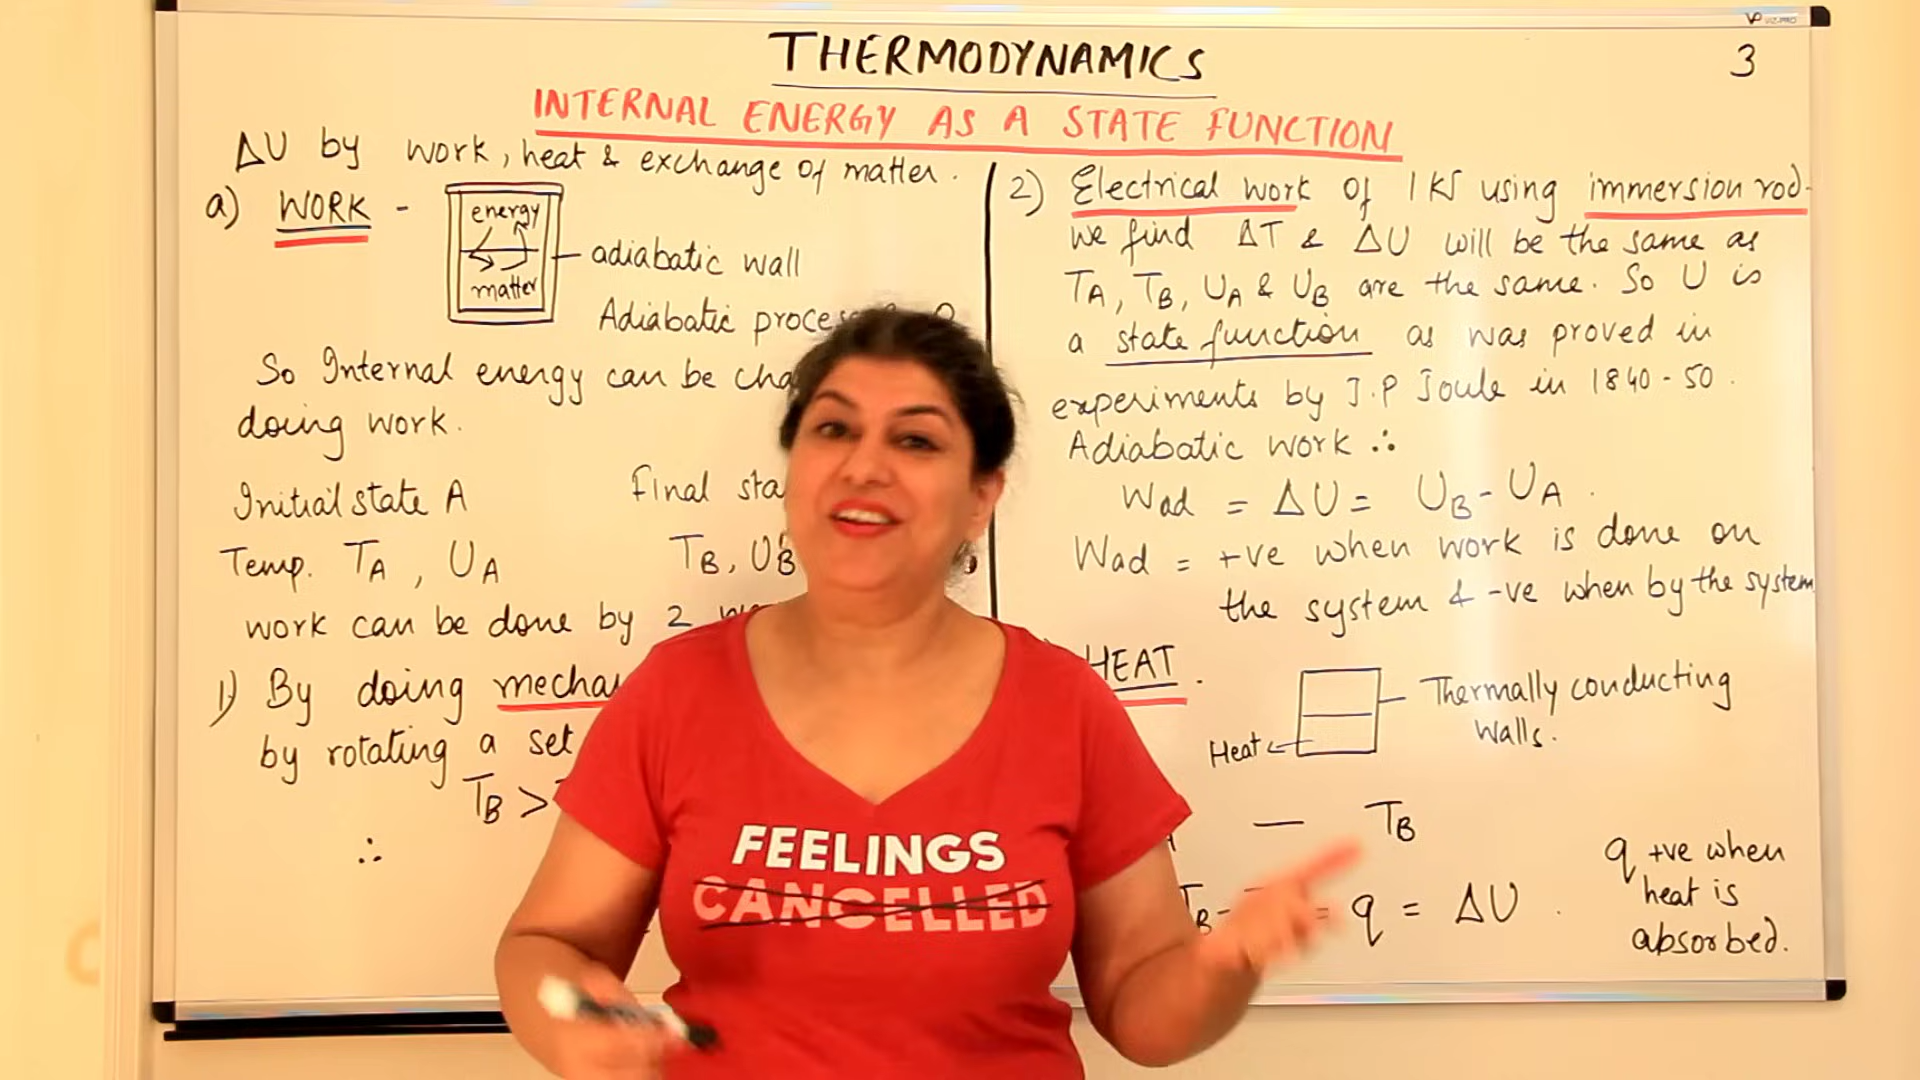 VP VIZ-PRO
THERMODYNAMICS
3
INTERNAL ENERGY AS A STATE FUNCTION
ΔU by work, heat & exchange of matter.
a) WORK -
energy
matter
adiabatic wall
Adiabatic
So Internal energy can be
doing work.
Initial state A
Final
Temp. TA, UA
TB, UB
work can be done by 2
1) By doing
by rotating a set
TB >
∴
2) Electrical work of 1 KJ using immersion rod.
We find ΔT & ΔU will be the same as
TA, TB, UA & UB are the same. So U is
a state function as was proved in
experiments by J.P Joule in 1840-50.
Adiabatic work ∴
Wad = ΔU = UB - UA.
Wad = +ve when work is done on
the system & -ve when by the system
HEAT.
Thermally conducting
walls.
Heat
— TB
= q = ΔU.
q +ve when
heat is
absorbed.
FEELINGS
CANCELLED